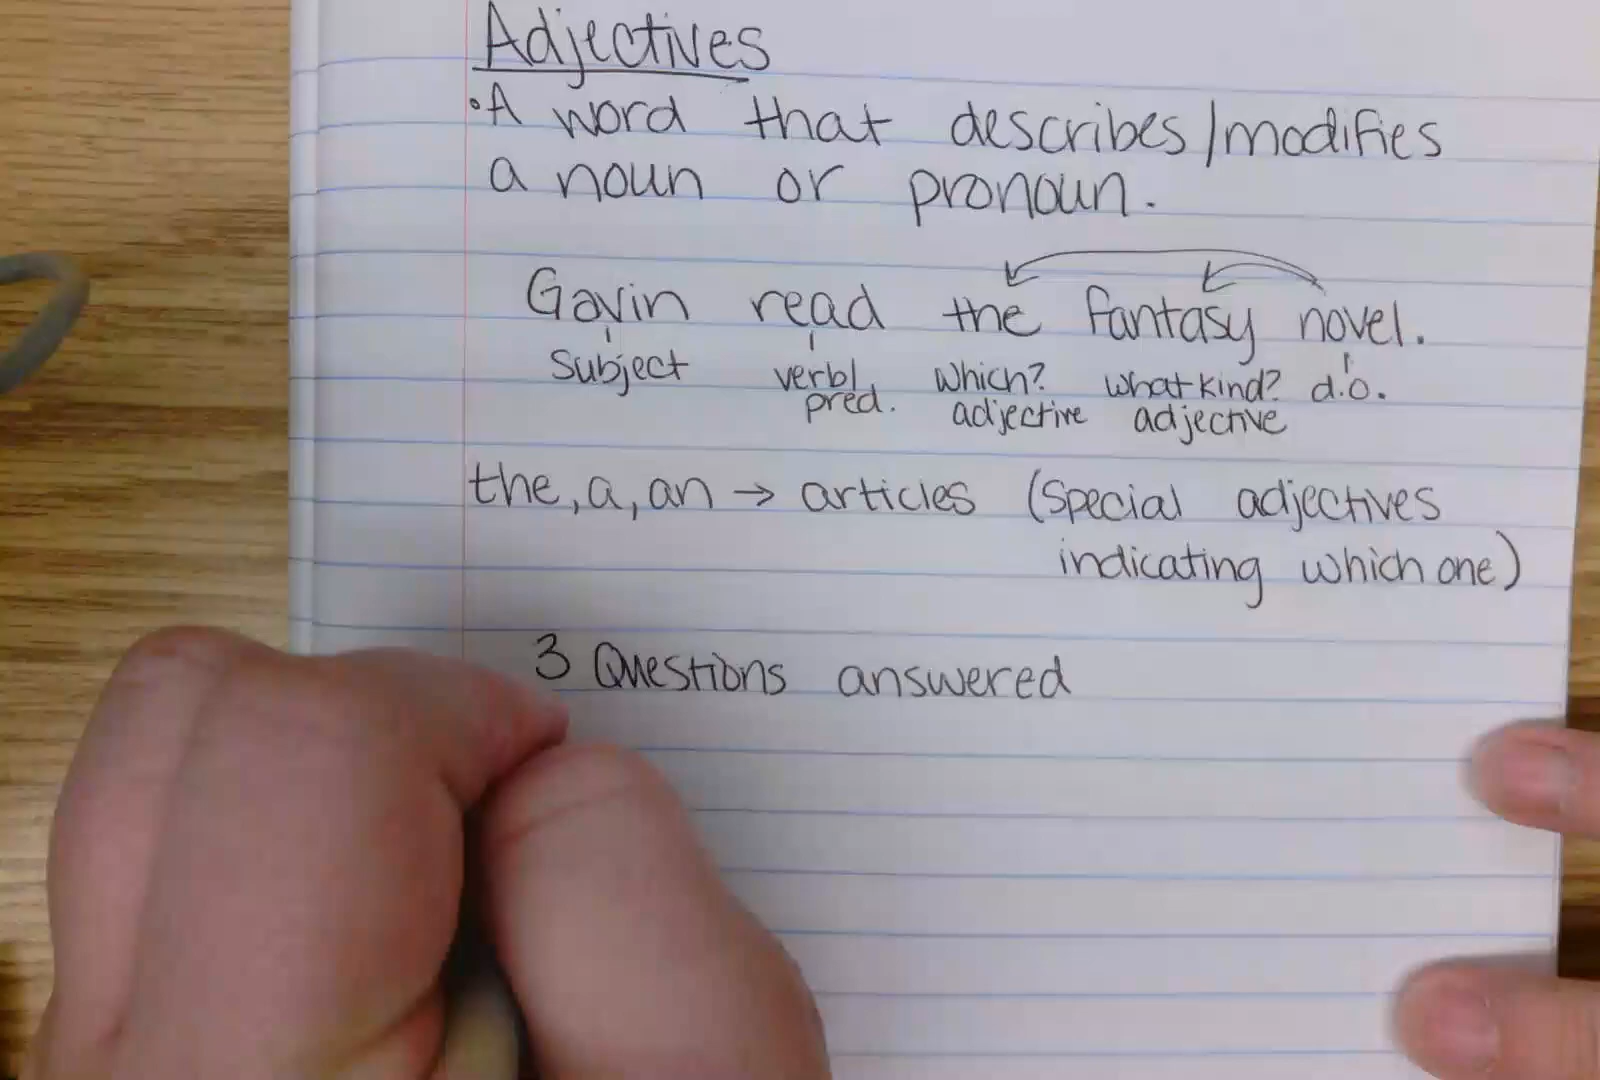 Adjectives
•A word that describes/modifies
a noun or pronoun.
Gavin read the fantasy novel.
subject verb/ which? what kind? d.o.
pred. adjective adjective
the, a, an → articles (special adjectives
indicating which one)
3 Questions answered